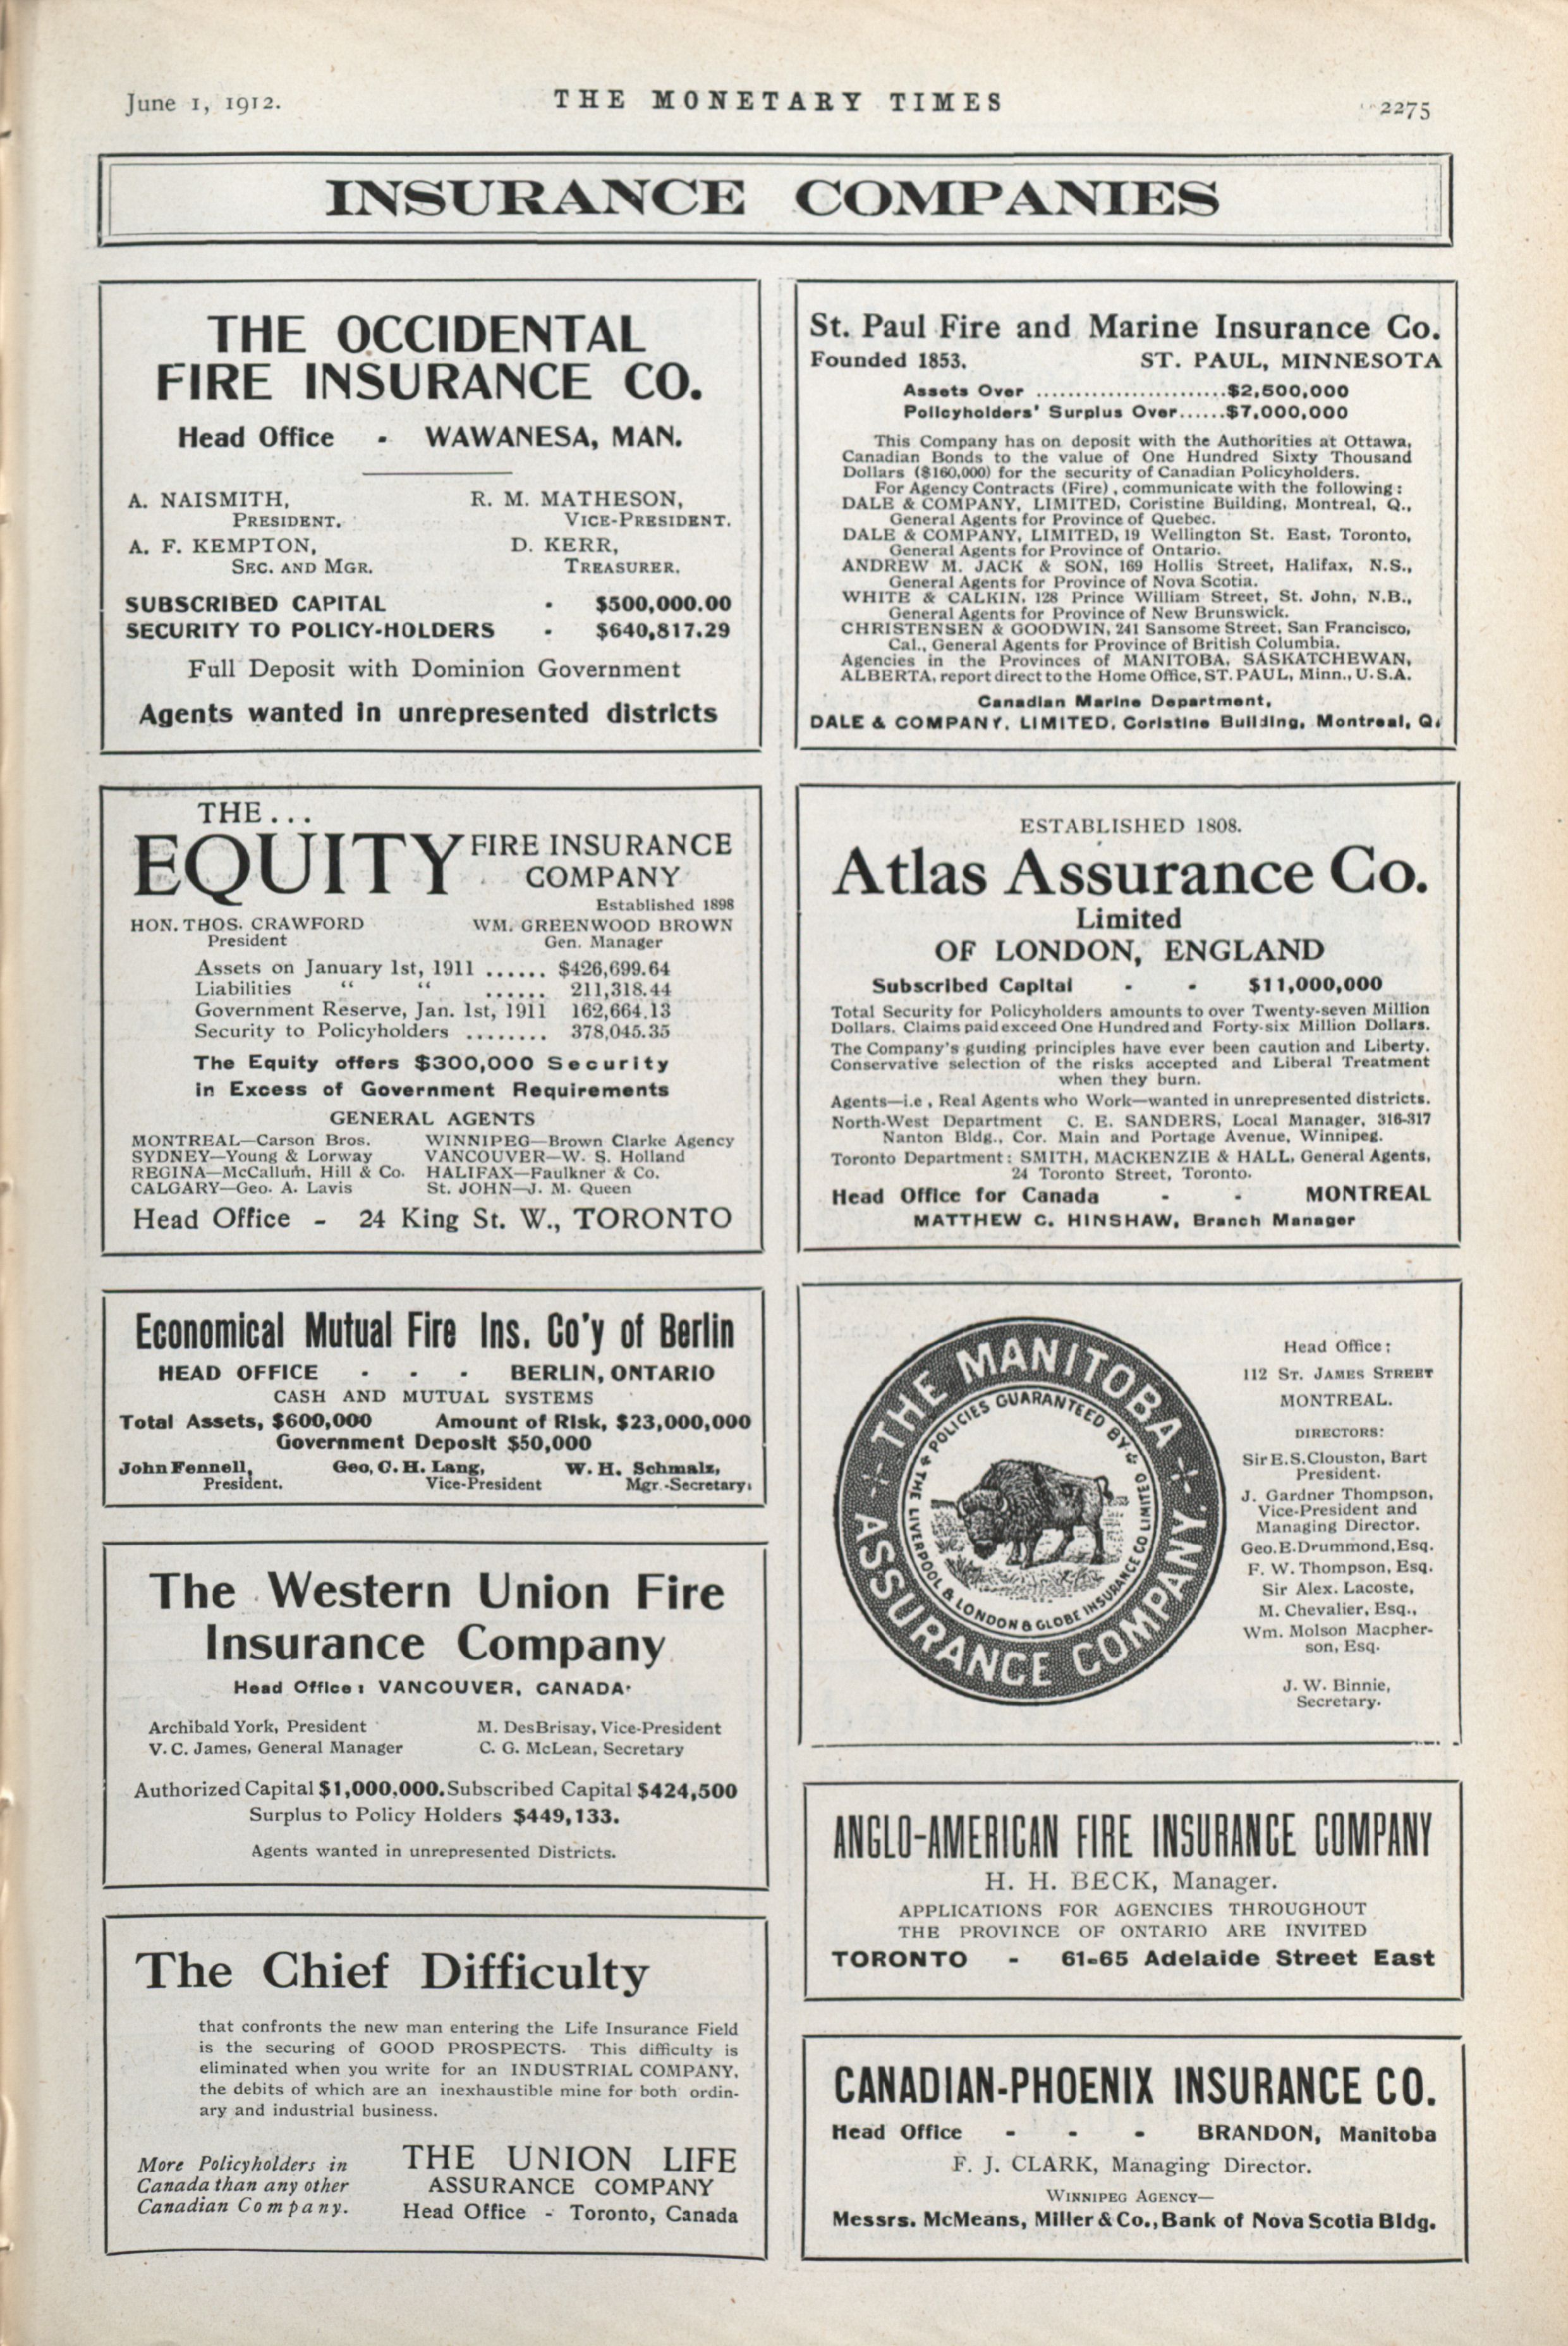 June 1, 1912.
THE MONETARY TIMES
2275
INSURANCE COMPANIES
THE OCCIDENTAL
FIRE INSURANCE CO.
Head Office - WAWANESA, MAN.
A. NAISMITH, R. M. MATHESON,
PRESIDENT. VICE-PRESIDENT.
A. F. KEMPTON, D. KERR,
SEC. AND MGR. TREASURER.
SUBSCRIBED CAPITAL - $500,000.00
SECURITY TO POLICY-HOLDERS - $640,817.29
Full Deposit with Dominion Government
Agents wanted in unrepresented districts
THE...
EQUITY FIRE INSURANCE
COMPANY
Established 1898
HON. THOS. CRAWFORD WM. GREENWOOD BROWN
President Gen. Manager
Assets on January 1st, 1911 ...... $426,699.64
Liabilities " " ...... 211,318.44
Government Reserve, Jan. 1st, 1911 162,664.13
Security to Policyholders ........ 378,045.35
The Equity offers $300,000 Security
in Excess of Government Requirements
GENERAL AGENTS
MONTREAL—Carson Bros. WINNIPEG—Brown Clarke Agency
SYDNEY—Young & Lorway VANCOUVER—W. S. Holland
REGINA—McCallum, Hill & Co. HALIFAX—Faulkner & Co.
CALGARY—Geo. A. Lavis St. JOHN—J. M. Queen
Head Office - 24 King St. W., TORONTO
Economical Mutual Fire Ins. Co'y of Berlin
HEAD OFFICE - - - BERLIN, ONTARIO
CASH AND MUTUAL SYSTEMS
Total Assets, $600,000 Amount of Risk, $23,000,000
Government Deposit $50,000
John Fennell, Geo. C. H. Lang, W. H. Schmalz,
President. Vice-President Mgr.-Secretary.
The Western Union Fire
Insurance Company
Head Office: VANCOUVER, CANADA.
Archibald York, President M. DesBrisay, Vice-President
V. C. James, General Manager C. G. McLean, Secretary
Authorized Capital $1,000,000. Subscribed Capital $424,500
Surplus to Policy Holders $449,133.
Agents wanted in unrepresented Districts.
The Chief Difficulty
that confronts the new man entering the Life Insurance Field
is the securing of GOOD PROSPECTS. This difficulty is
eliminated when you write for an INDUSTRIAL COMPANY,
the debits of which are an inexhaustible mine for both ordin-
ary and industrial business.
More Policyholders in
Canada than any other
Canadian Company.
THE UNION LIFE
ASSURANCE COMPANY
Head Office - Toronto, Canada
St. Paul Fire and Marine Insurance Co.
Founded 1853. ST. PAUL, MINNESOTA
Assets Over ..........................$2,500,000
Policyholders' Surplus Over......$7,000,000
This Company has on deposit with the Authorities at Ottawa,
Canadian Bonds to the value of One Hundred Sixty Thousand
Dollars ($160,000) for the security of Canadian Policyholders.
For Agency Contracts (Fire), communicate with the following:
DALE & COMPANY, LIMITED, Coristine Building, Montreal, Q.,
General Agents for Province of Quebec.
DALE & COMPANY, LIMITED, 19 Wellington St. East, Toronto,
General Agents for Province of Ontario.
ANDREW M. JACK & SON, 169 Hollis Street, Halifax, N.S.,
General Agents for Province of Nova Scotia.
WHITE & CALKIN, 128 Prince William Street, St. John, N.B.,
General Agents for Province of New Brunswick.
CHRISTENSEN & GOODWIN, 241 Sansome Street, San Francisco,
Cal., General Agents for Province of British Columbia.
Agencies in the Provinces of MANITOBA, SASKATCHEWAN,
ALBERTA, report direct to the Home Office, ST. PAUL, Minn., U.S.A.
Canadian Marine Department,
DALE & COMPANY, LIMITED, Coristine Building, Montreal, Q.
ESTABLISHED 1808.
Atlas Assurance Co.
Limited
OF LONDON, ENGLAND
Subscribed Capital - - $11,000,000
Total Security for Policyholders amounts to over Twenty-seven Million
Dollars. Claims paid exceed One Hundred and Forty-six Million Dollars.
The Company's guiding principles have ever been caution and Liberty.
Conservative selection of the risks accepted and Liberal Treatment
when they burn.
Agents—i.e, Real Agents who Work—wanted in unrepresented districts.
North-West Department C. E. SANDERS, Local Manager, 316-317
Nanton Bldg., Cor. Main and Portage Avenue, Winnipeg.
Toronto Department: SMITH, MACKENZIE & HALL, General Agents,
24 Toronto Street, Toronto.
Head Office for Canada - - MONTREAL
MATTHEW C. HINSHAW, Branch Manager
THE MANITOBA
ASSURANCE COMPANY.
POLICIES GUARANTEED BY
THE LIVERPOOL & LONDON & GLOBE INSURANCE CO LIMITED
Head Office:
112 ST. JAMES STREET
MONTREAL.
DIRECTORS:
Sir E.S. Clouston, Bart
President.
J. Gardner Thompson,
Vice-President and
Managing Director.
Geo. E. Drummond, Esq.
F. W. Thompson, Esq.
Sir Alex. Lacoste,
M. Chevalier, Esq.,
Wm. Molson Macpher-
son, Esq.
J. W. Binnie,
Secretary.
ANGLO-AMERICAN FIRE INSURANCE COMPANY
H. H. BECK, Manager.
APPLICATIONS FOR AGENCIES THROUGHOUT
THE PROVINCE OF ONTARIO ARE INVITED
TORONTO - 61-65 Adelaide Street East
CANADIAN-PHOENIX INSURANCE CO.
Head Office - - - BRANDON, Manitoba
F. J. CLARK, Managing Director.
WINNIPEG AGENCY—
Messrs. McMeans, Miller & Co., Bank of Nova Scotia Bldg.